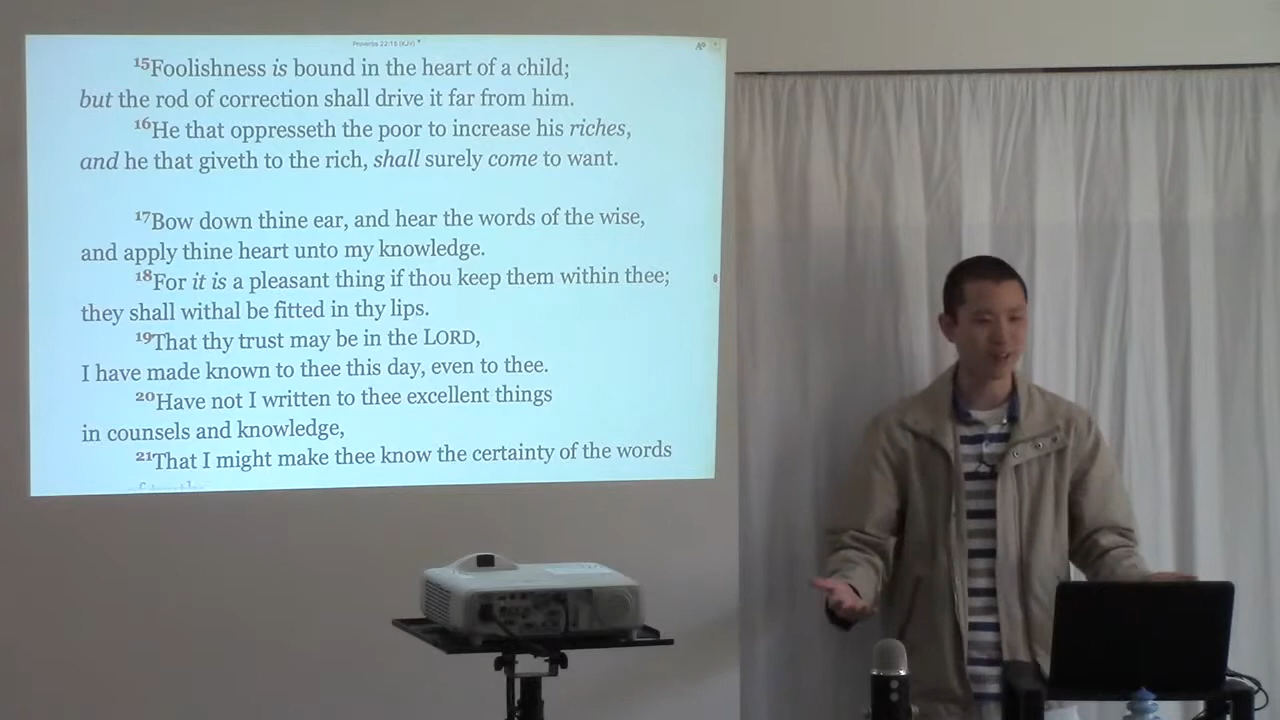 Proverbs 22:15 (KJV)
15Foolishness is bound in the heart of a child;
but the rod of correction shall drive it far from him.
16He that oppresseth the poor to increase his riches,
and he that giveth to the rich, shall surely come to want.
17Bow down thine ear, and hear the words of the wise,
and apply thine heart unto my knowledge.
18For it is a pleasant thing if thou keep them within thee;
they shall withal be fitted in thy lips.
19That thy trust may be in the LORD,
I have made known to thee this day, even to thee.
20Have not I written to thee excellent things
in counsels and knowledge,
21That I might make thee know the certainty of the words